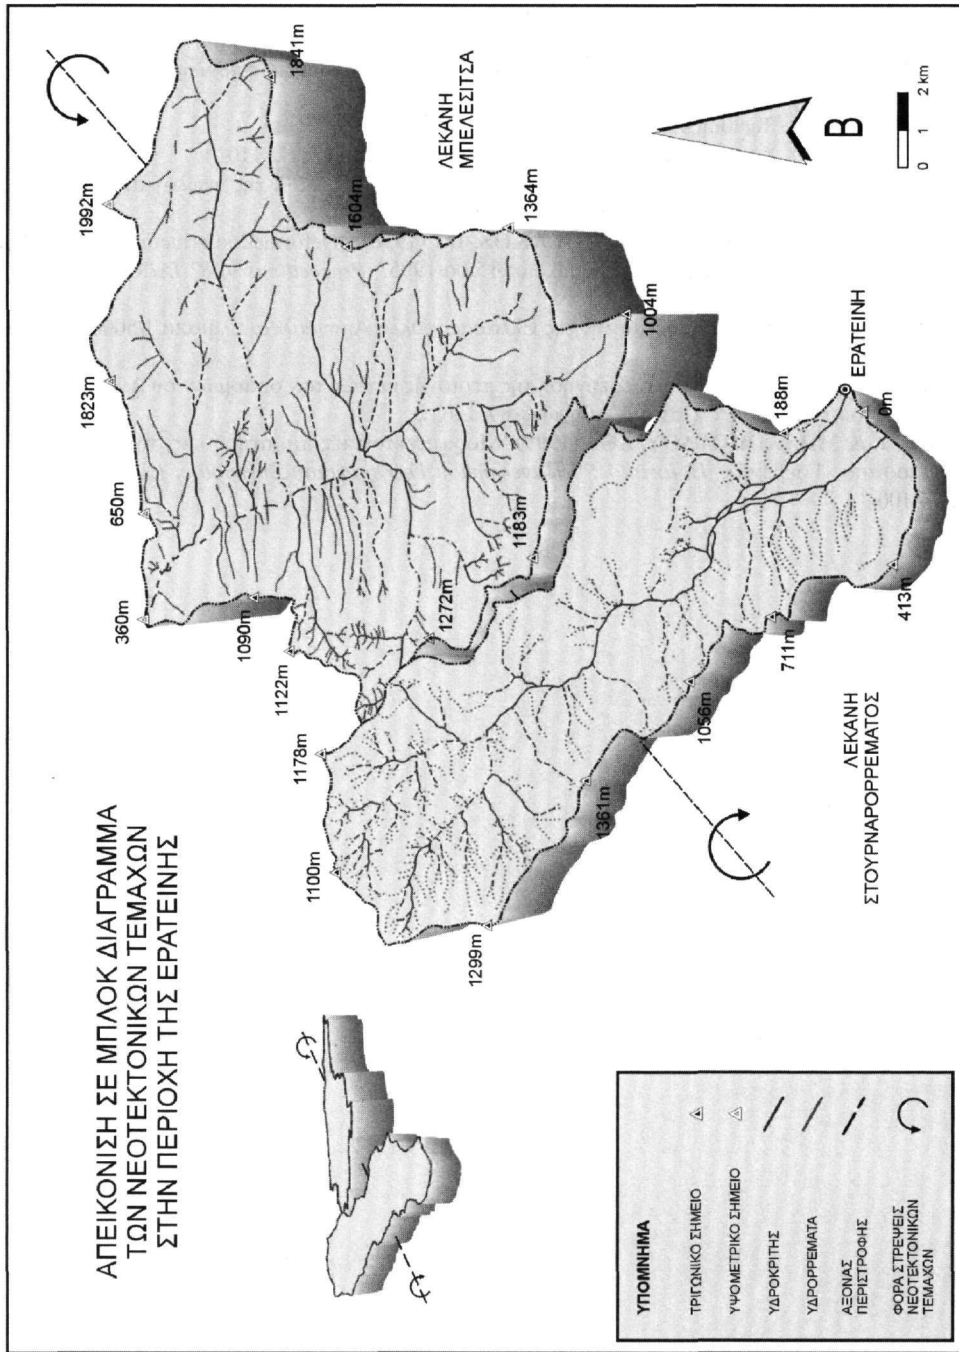 ΑΠΕΙΚΟΝΙΣΗ ΣΕ ΜΠΛΟΚ ΔΙΑΓΡΑΜΜΑ
ΤΩΝ ΝΕΟΤΕΚΤΟΝΙΚΩΝ ΤΕΜΑΧΩΝ
ΣΤΗΝ ΠΕΡΙΟΧΗ ΤΗΣ ΕΡΑΤΕΙΝΗΣ
1992m
1841m
1823m
650m
360m
1090m
1122m
1178m
1100m
1299m
1604m
1364m
1004m
1183m
1272m
188m
0m
413m
711m
1056m
1361m
ΛΕΚΑΝΗ
ΜΠΕΛΕΣΙΤΣΑ
ΕΡΑΤΕΙΝΗ
ΛΕΚΑΝΗ
ΣΤΟΥΡΝΑΡΟΡΡΕΜΑΤΟΣ
Β
0 1 2 km
ΥΠΟΜΝΗΜΑ
ΤΡΙΓΩΝΙΚΟ ΣΗΜΕΙΟ
ΥΨΟΜΕΤΡΙΚΟ ΣΗΜΕΙΟ
ΥΔΡΟΚΡΙΤΗΣ
ΥΔΡΟΡΡΕΜΑΤΑ
ΑΞΟΝΑΣ
ΠΕΡΙΣΤΡΟΦΗΣ
ΦΟΡΑ ΣΤΡΕΨΕΙΣ
ΝΕΟΤΕΚΤΟΝΙΚΩΝ
ΤΕΜΑΧΩΝ